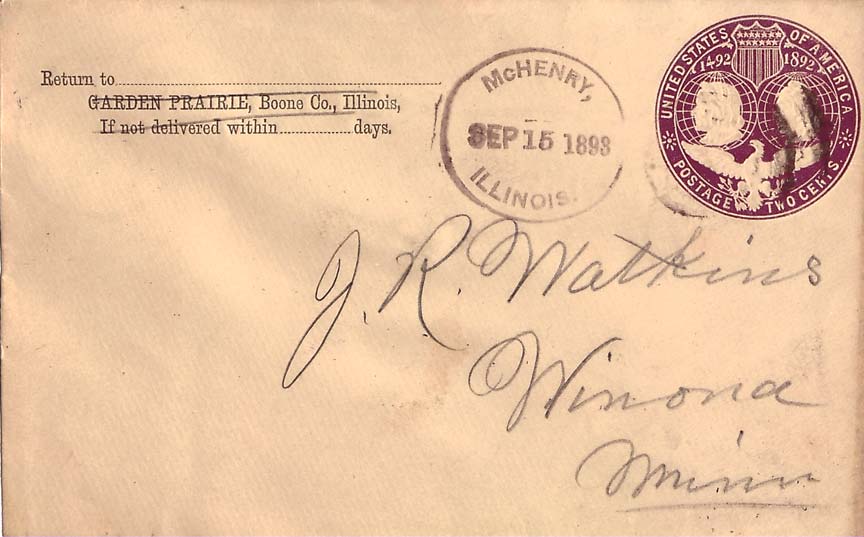 Return to
GARDEN PRAIRIE, Boone Co., Illinois,
If not delivered within days.
McHENRY,
SEP 15 1893
ILLINOIS.
UNITED STATES OF AMERICA
1492 1892
POSTAGE TWO CENTS
J. R. Watkins
Winona
Minn